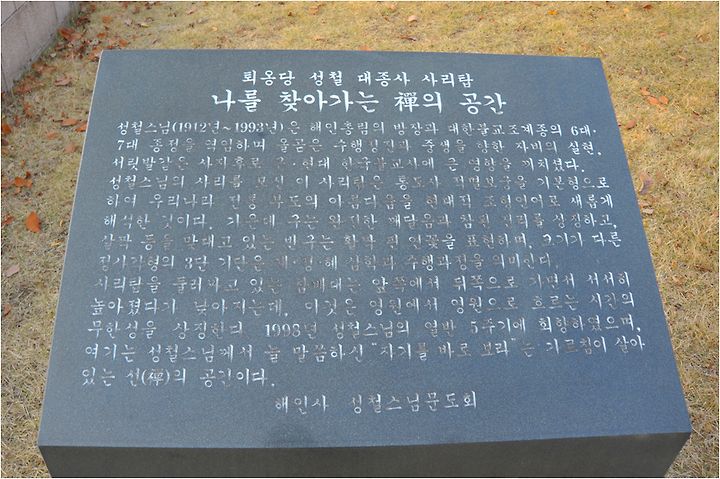 퇴옹당 성철 대종사 사리탑
나를 찾아가는 禪의 공간
성철스님(1912년~1993년)은 해인총림의 방장과 대한불교조계종의 6대·
7대 종정을 역임하며 올곧은 수행정진과 중생을 향한 자비의 실현,
서릿발같은 사자후로 근·현대 한국불교사에 큰 영향을 끼치셨다.
성철스님의 사리를 모신 이 사리탑은 통도사 적멸보궁을 기본형으로
하여 우리나라 전통 부도의 아름다움을 현대적 조형언어로 새롭게
해석한 것이다. 가운데 구는 완전한 깨달음과 참된 진리를 상징하고,
살짝 등을 맞대고 있는 반구는 활짝 핀 연꽃을 표현하며, 크기가 다른
정사각형의 3단 기단은 계·정·혜 삼학과 수행과정을 의미한다.
사리탑을 둘러싸고 있는 참배대는 앞쪽에서 뒤쪽으로 가면서 서서히
높아졌다가 낮아지는데, 이것은 영원에서 영원으로 흐르는 시간의
무한성을 상징한다. 1998년 성철스님의 열반 5주기에 회향하였으며,
여기는 성철스님께서 늘 말씀하신 "자기를 바로 보라"는 가르침이 살아
있는 선(禪)의 공간이다.
해인사 성철스님문도회